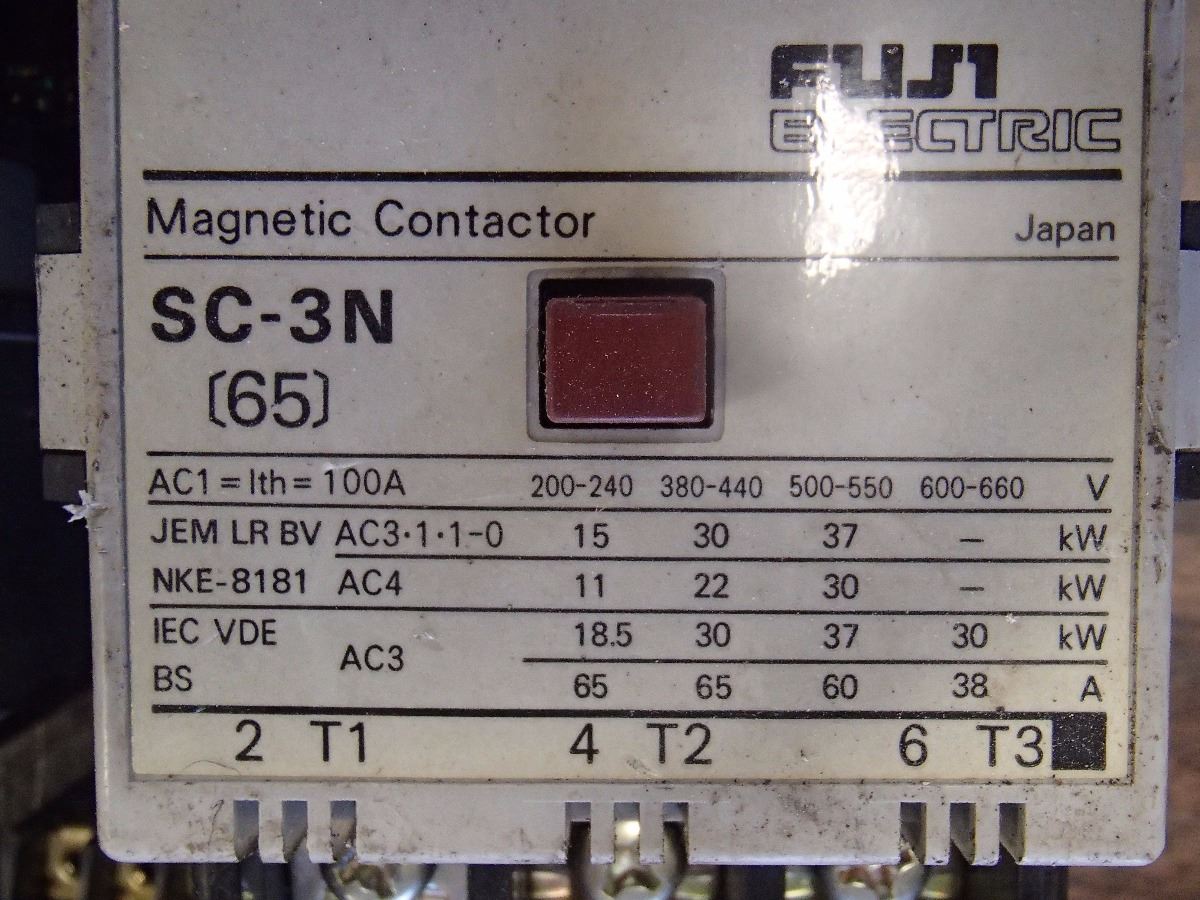 FUJI
ELECTRIC
Magnetic Contactor Japan
SC-3N
(65)
AC1=Ith=100A 200-240 380-440 500-550 600-660 V
JEM LR BV AC3·1·1-0 15 30 37 – kW
NKE-8181 AC4 11 22 30 – kW
IEC VDE 18.5 30 37 30 kW
AC3
BS 65 65 60 38 A
2 T1 4 T2 6 T3